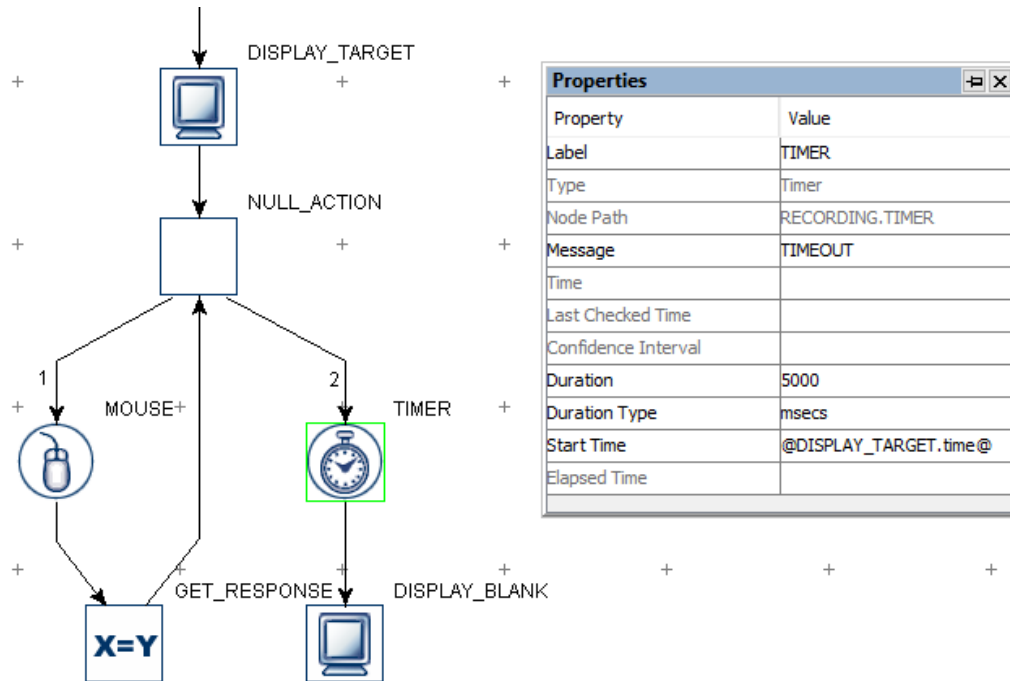 DISPLAY_TARGET
NULL_ACTION
1
2
MOUSE
TIMER
GET_RESPONSE
DISPLAY_BLANK
X=Y
Properties
Property Value
Label TIMER
Type Timer
Node Path RECORDING.TIMER
Message TIMEOUT
Time
Last Checked Time
Confidence Interval
Duration 5000
Duration Type msecs
Start Time @DISPLAY_TARGET.time@
Elapsed Time